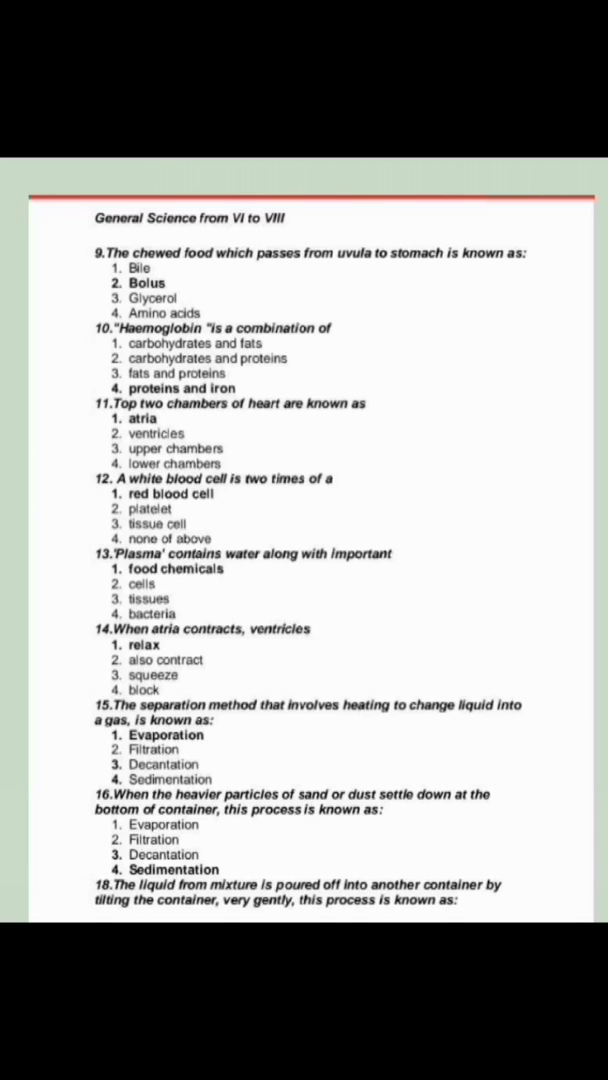 General Science from VI to VIII
9.The chewed food which passes from uvula to stomach is known as:
1. Bile
2. Bolus
3. Glycerol
4. Amino acids
10."Haemoglobin "is a combination of
1. carbohydrates and fats
2. carbohydrates and proteins
3. fats and proteins
4. proteins and iron
11.Top two chambers of heart are known as
1. atria
2. ventricles
3. upper chambers
4. lower chambers
12. A white blood cell is two times of a
1. red blood cell
2. platelet
3. tissue cell
4. none of above
13.'Plasma' contains water along with important
1. food chemicals
2. cells
3. tissues
4. bacteria
14.When atria contracts, ventricles
1. relax
2. also contract
3. squeeze
4. block
15.The separation method that involves heating to change liquid into
a gas, is known as:
1. Evaporation
2. Filtration
3. Decantation
4. Sedimentation
16.When the heavier particles of sand or dust settle down at the
bottom of container, this process is known as:
1. Evaporation
2. Filtration
3. Decantation
4. Sedimentation
18.The liquid from mixture is poured off into another container by
tilting the container, very gently, this process is known as: